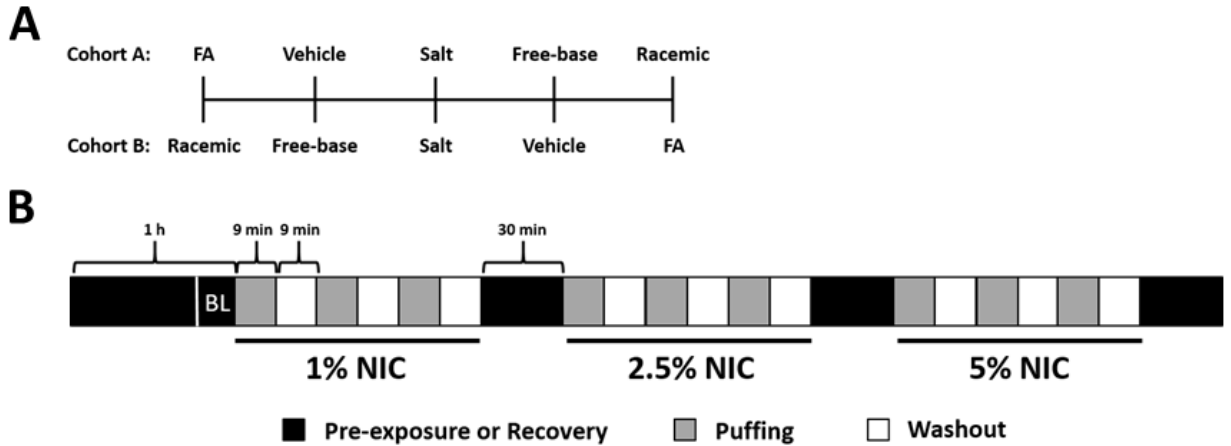 A
Cohort A: FA Vehicle Salt Free-base Racemic
Cohort B: Racemic Free-base Salt Vehicle FA
B
1 h 9 min 9 min 30 min
BL
1% NIC 2.5% NIC 5% NIC
Pre-exposure or Recovery Puffing Washout